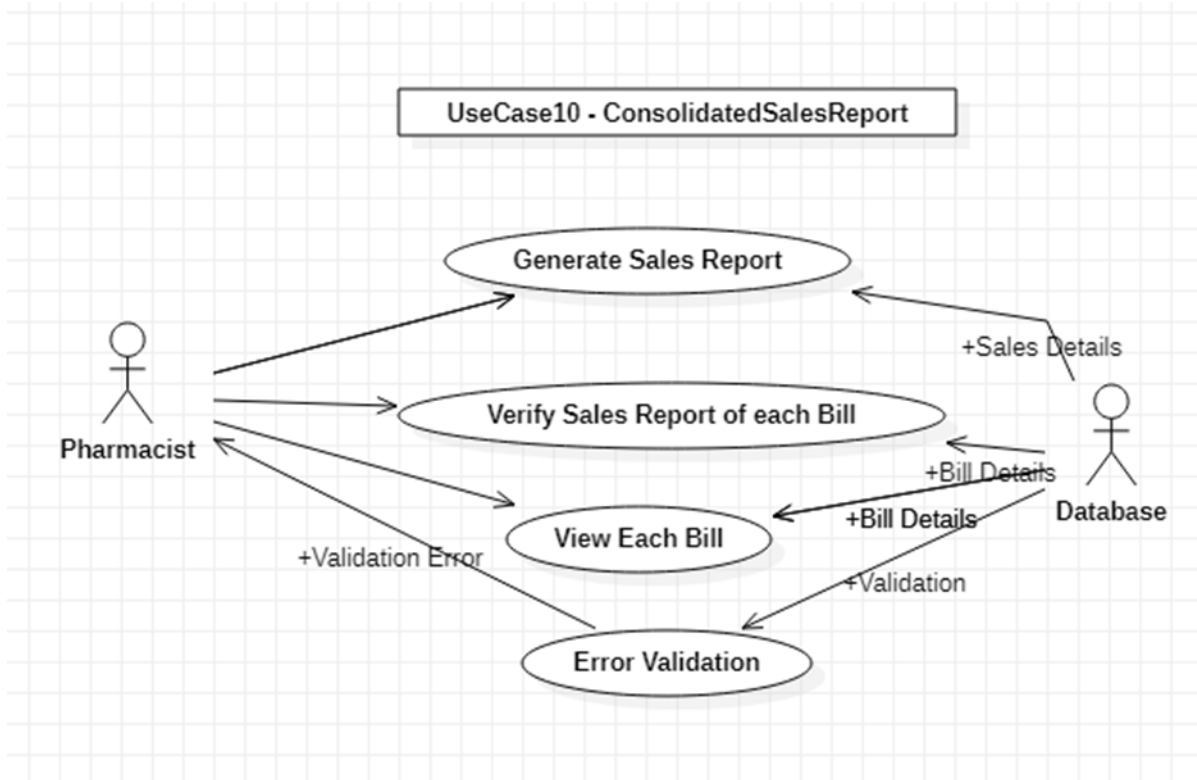 UseCase10 - ConsolidatedSalesReport
Generate Sales Report
+Sales Details
Verify Sales Report of each Bill
Pharmacist
+Bill Details
Database
+Bill Details
View Each Bill
+Validation Error
+Validation
Error Validation